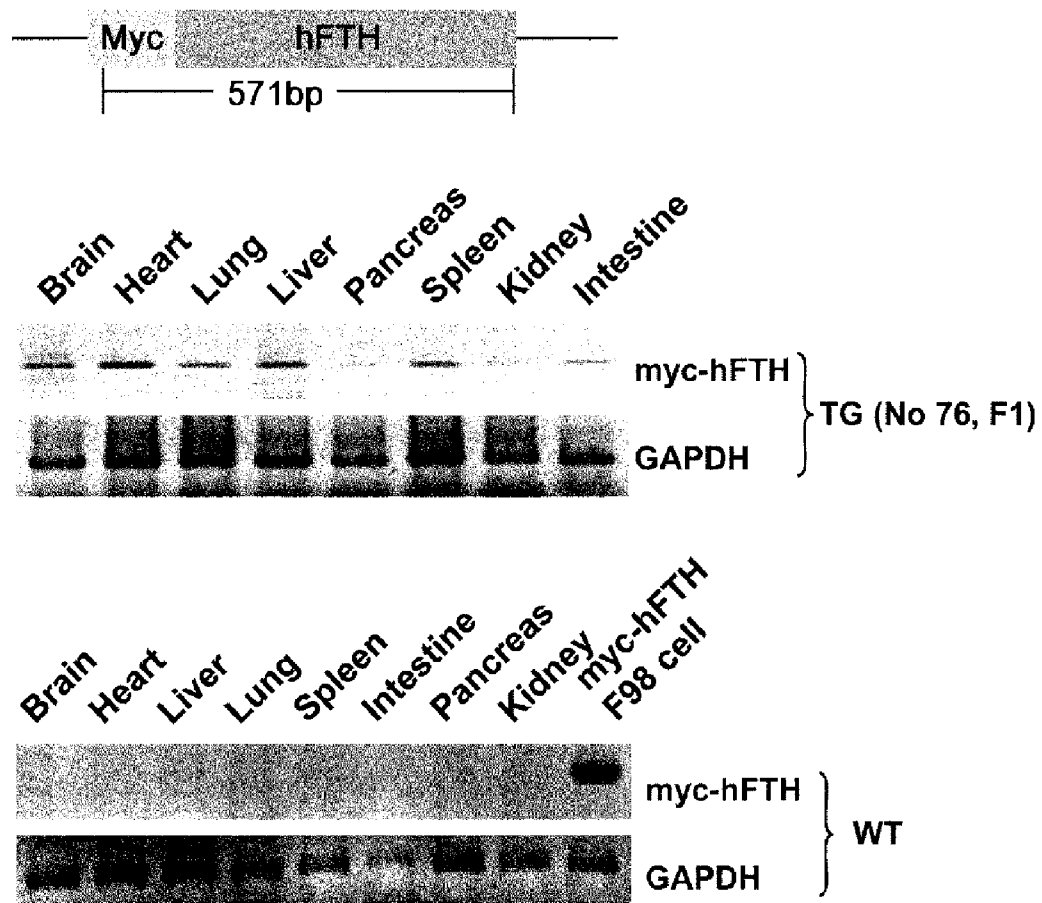 Myc hFTH
571bp
Brain Heart Lung Liver Pancreas Spleen Kidney Intestine
myc-hFTH
GAPDH
TG (No 76, F1)
Brain Heart Liver Lung Spleen Intestine Pancreas Kidney myc-hFTH
F98 cell
myc-hFTH
GAPDH
WT